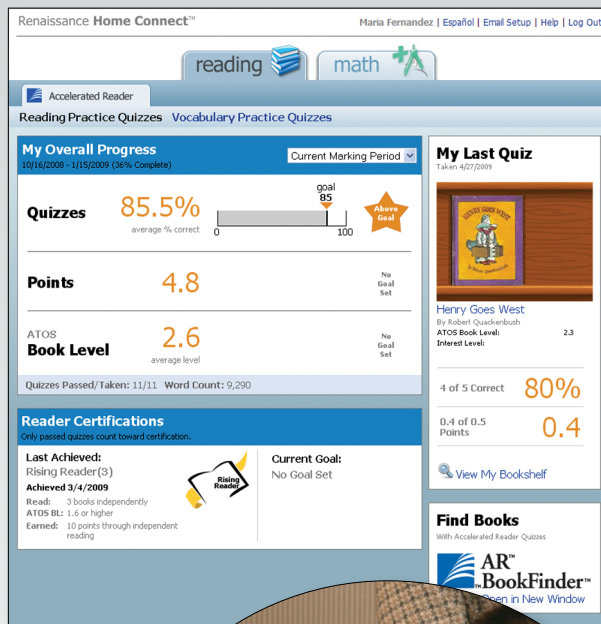 Renaissance Home Connect™
Maria Fernandez | Español | Email Setup | Help | Log Out
reading
math
Accelerated Reader
Reading Practice Quizzes Vocabulary Practice Quizzes
My Overall Progress
10/16/2008 - 1/15/2009 (36% Complete)
Current Marking Period
Quizzes
85.5%
average % correct
goal
85
0
100
Above
Goal
Points
4.8
No
Goal
Set
ATOS
Book Level
2.6
average level
No
Goal
Set
Quizzes Passed/Taken: 11/11 Word Count: 9,290
Reader Certifications
Only passed quizzes count toward certification.
Last Achieved:
Rising Reader(3)
Achieved 3/4/2009
Read: 3 books independently
ATOS BL: 1.6 or higher
Earned: 10 points through independent
reading
Rising
Reader
Current Goal:
No Goal Set
My Last Quiz
Taken 4/27/2009
HENRY GOES WEST
Henry Goes West
By Robert Quackenbush
ATOS Book Level: 2.3
Interest Level:
4 of 5 Correct 80%
0.4 of 0.5
Points
0.4
View My Bookshelf
Find Books
With Accelerated Reader Quizzes
AR™
BookFinder™
Open in New Window